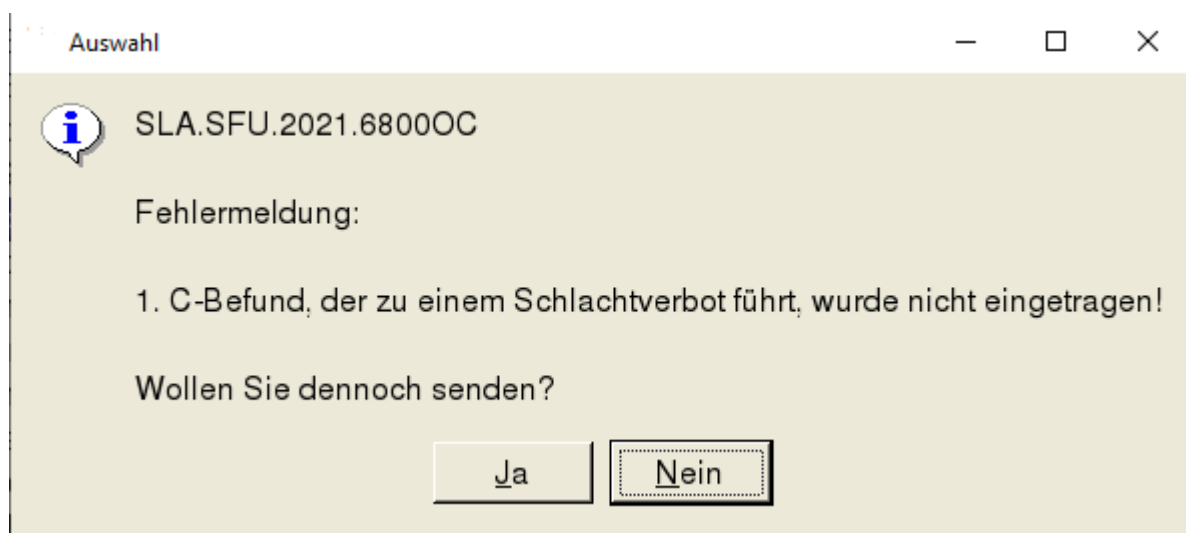 Auswahl
SLA.SFU.2021.6800OC
Fehlermeldung:
1. C-Befund, der zu einem Schlachtverbot führt, wurde nicht eingetragen!
Wollen Sie dennoch senden?
Ja Nein